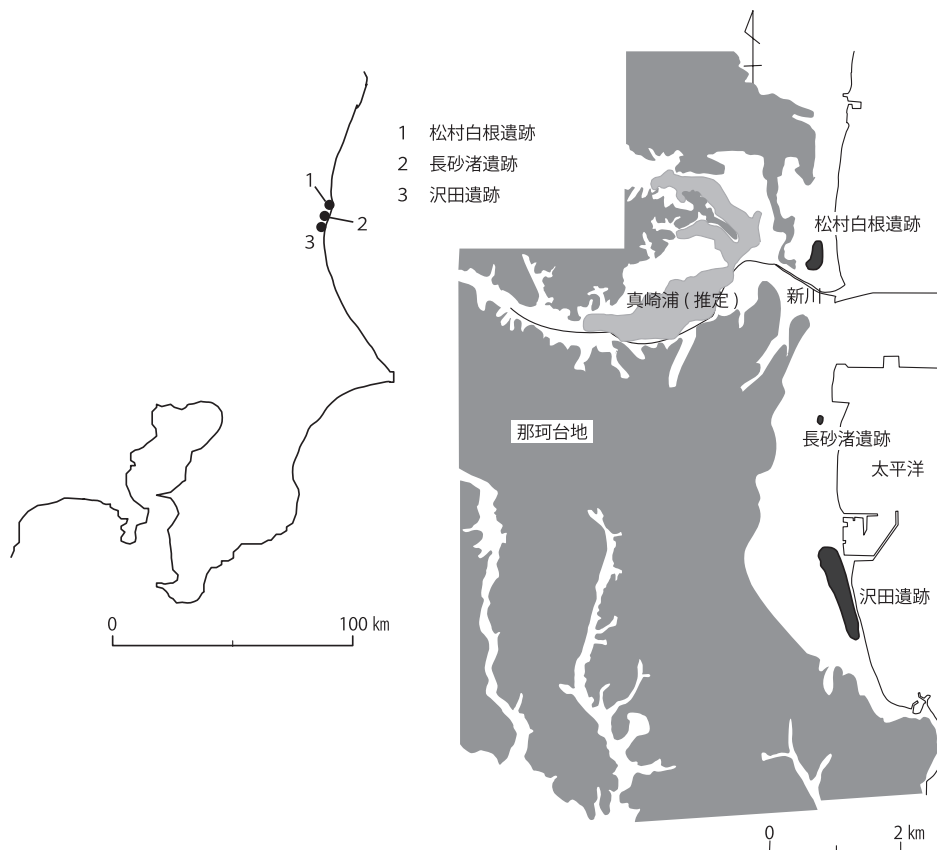 1 松村白根遺跡
2 長砂渚遺跡
3 沢田遺跡
1
2
3
0 100 km
松村白根遺跡
真崎浦 ( 推定 )
新川
那珂台地
長砂渚遺跡
太平洋
沢田遺跡
0 2 km